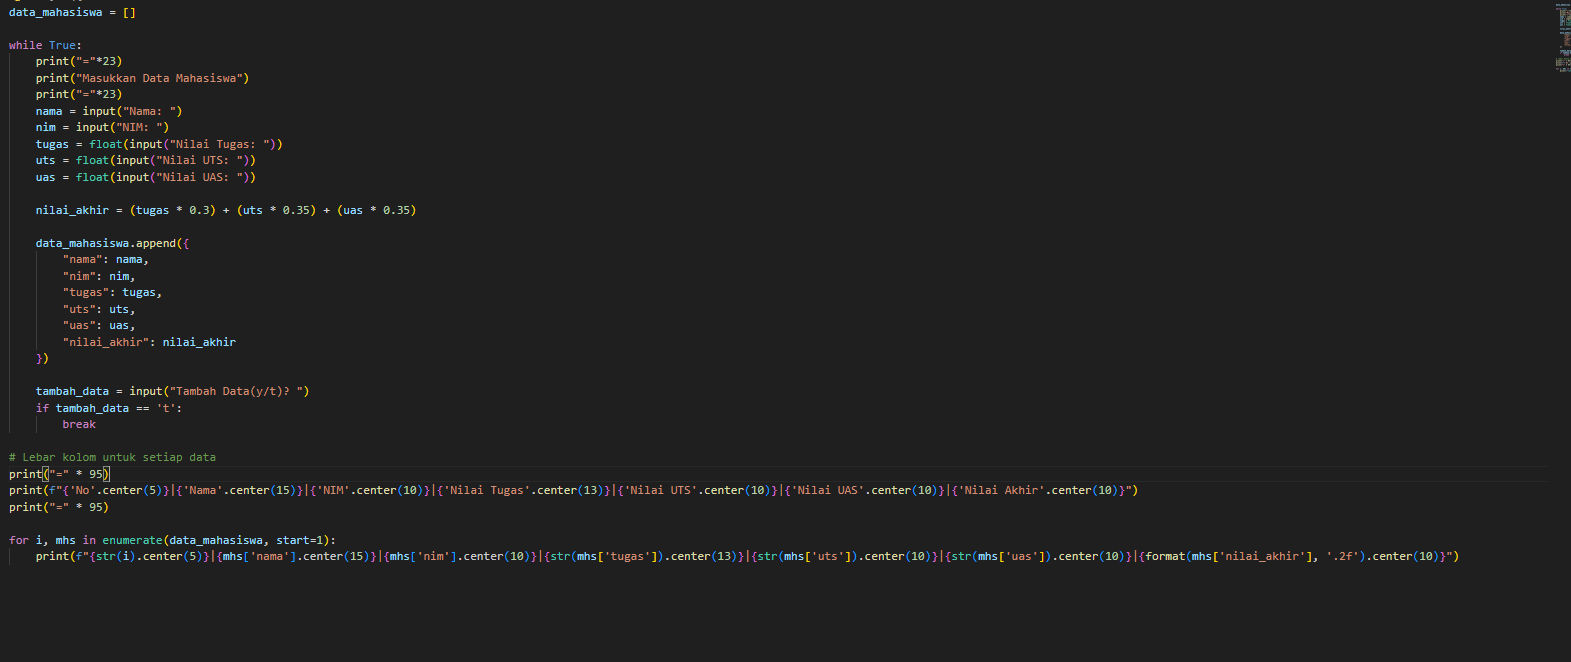 data_mahasiswa = []
while True:
print("="*23)
print("Masukkan Data Mahasiswa")
print("="*23)
nama = input("Nama: ")
nim = input("NIM: ")
tugas = float(input("Nilai Tugas: "))
uts = float(input("Nilai UTS: "))
uas = float(input("Nilai UAS: "))
nilai_akhir = (tugas * 0.3) + (uts * 0.35) + (uas * 0.35)
data_mahasiswa.append({
"nama": nama,
"nim": nim,
"tugas": tugas,
"uts": uts,
"uas": uas,
"nilai_akhir": nilai_akhir
})
tambah_data = input("Tambah Data(y/t)? ")
if tambah_data == 't':
break
# Lebar kolom untuk setiap data
print("=" * 95)
print(f"{'No'.center(5)}|{'Nama'.center(15)}|{'NIM'.center(10)}|{'Nilai Tugas'.center(13)}|{'Nilai UTS'.center(10)}|{'Nilai UAS'.center(10)}|{'Nilai Akhir'.center(10)}")
print("=" * 95)
for i, mhs in enumerate(data_mahasiswa, start=1):
print(f"{str(i).center(5)}|{mhs['nama'].center(15)}|{mhs['nim'].center(10)}|{str(mhs['tugas']).center(13)}|{str(mhs['uts']).center(10)}|{str(mhs['uas']).center(10)}|{format(mhs['nilai_akhir'], '.2f').center(10)}")